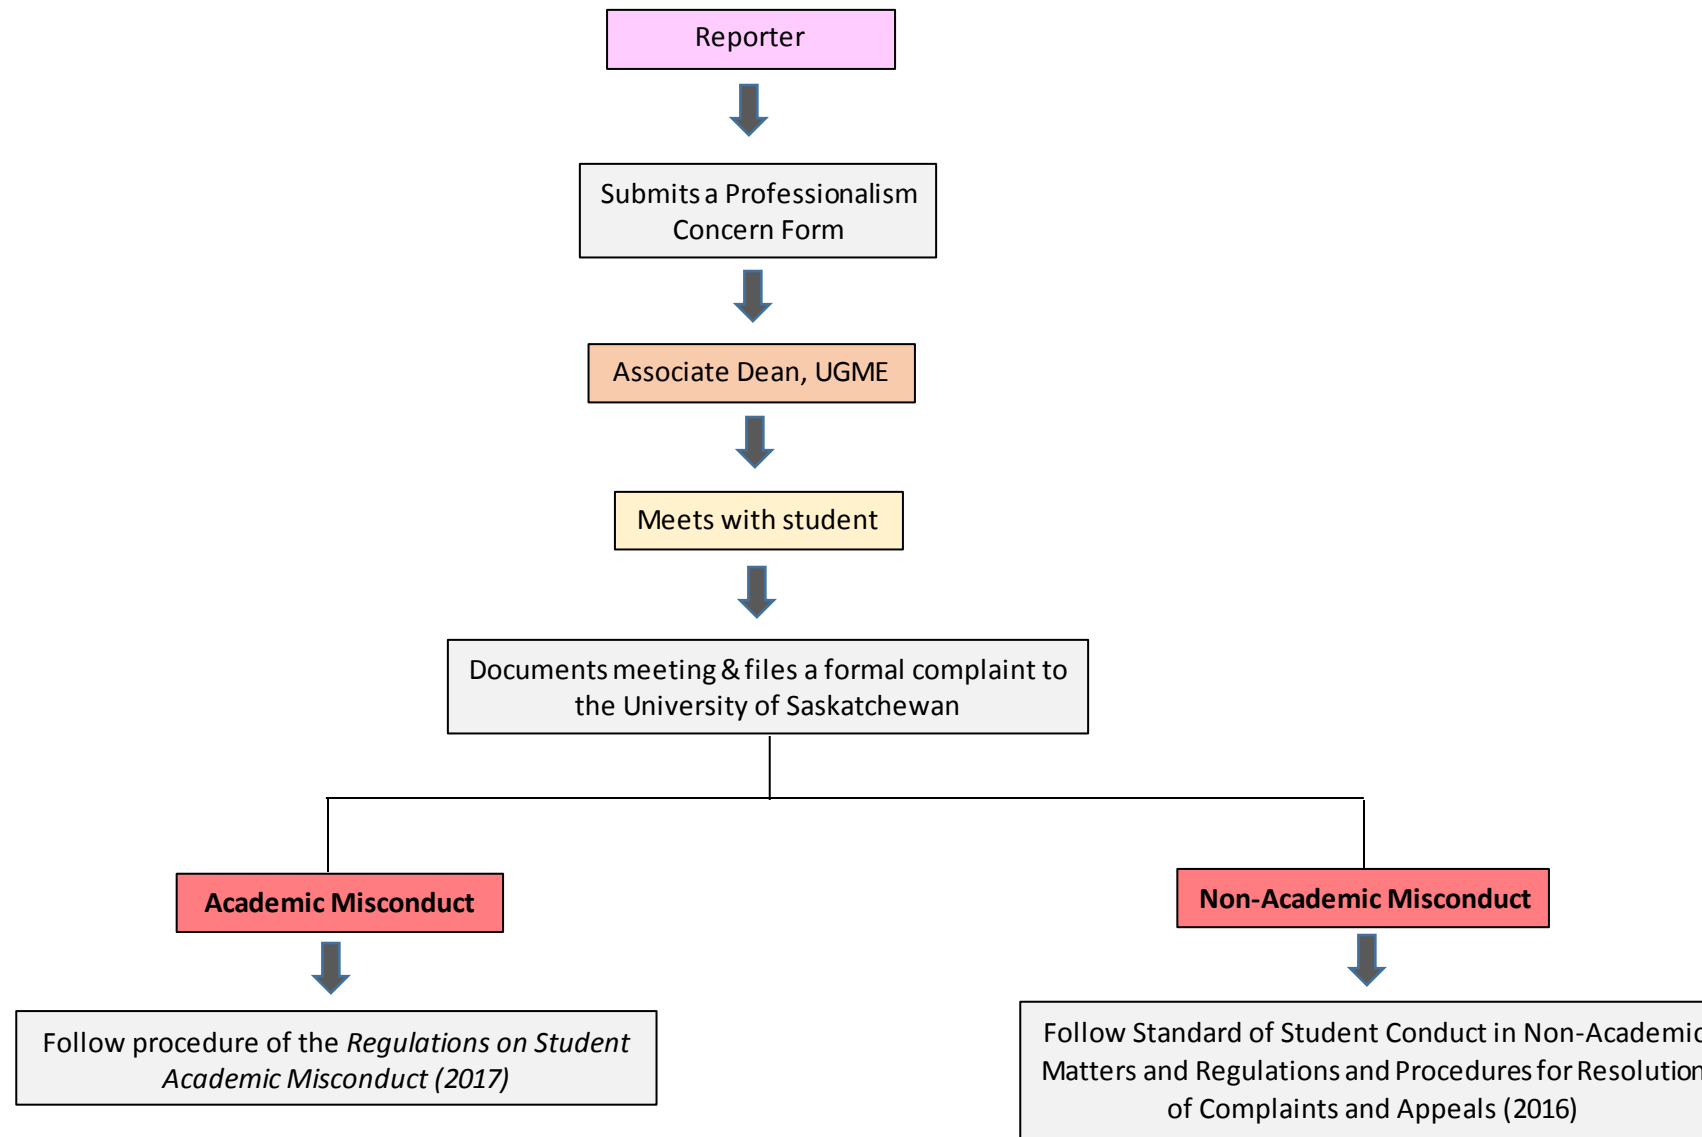 Reporter
Submits a Professionalism
Concern Form
Associate Dean, UGME
Meets with student
Documents meeting & files a formal complaint to
the University of Saskatchewan
Academic Misconduct
Non-Academic Misconduct
Follow procedure of the Regulations on Student
Academic Misconduct (2017)
Follow Standard of Student Conduct in Non-Academic
Matters and Regulations and Procedures for Resolution
of Complaints and Appeals (2016)